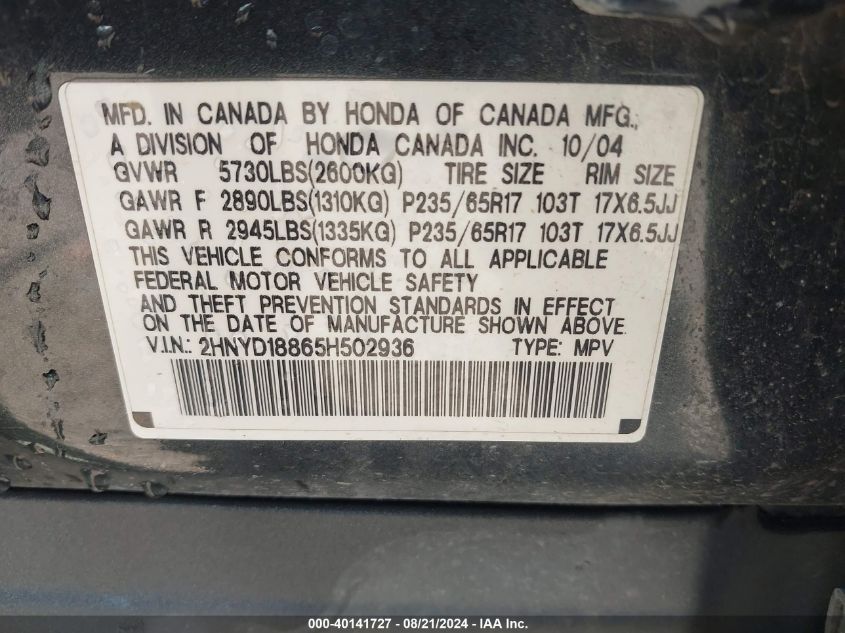 MFD. IN CANADA BY HONDA OF CANADA MFG.,
A DIVISION OF HONDA CANADA INC. 10/04
GVWR 5730LBS(2600KG) TIRE SIZE RIM SIZE
GAWR F 2890LBS(1310KG) P235/65R17 103T 17X6.5JJ
GAWR R 2945LBS(1335KG) P235/65R17 103T 17X6.5JJ
THIS VEHICLE CONFORMS TO ALL APPLICABLE
FEDERAL MOTOR VEHICLE SAFETY
AND THEFT PREVENTION STANDARDS IN EFFECT
ON THE DATE OF MANUFACTURE SHOWN ABOVE.
V.I.N.: 2HNYD18865H502936 TYPE: MPV
000-40141727 - 08/21/2024 - IAA Inc.